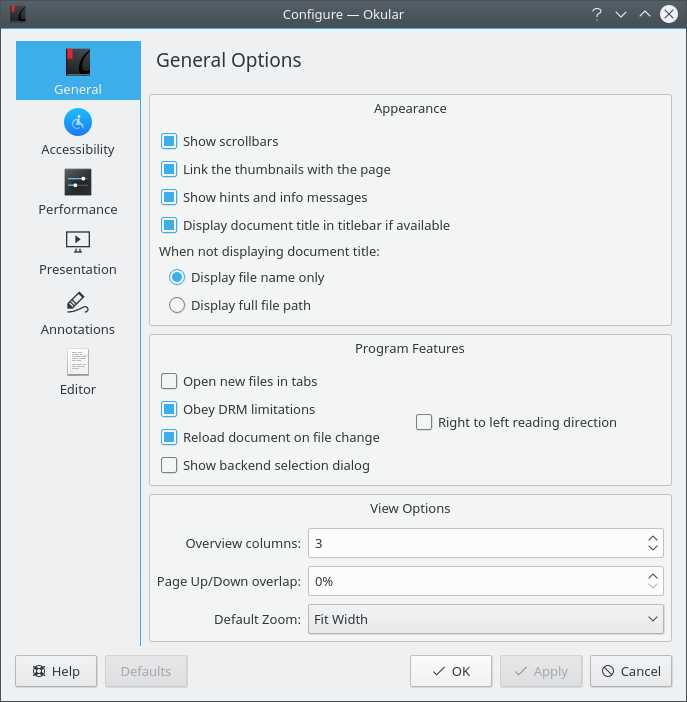 Configure — Okular
General
Accessibility
Performance
Presentation
Annotations
Editor
General Options
Appearance
Show scrollbars
Link the thumbnails with the page
Show hints and info messages
Display document title in titlebar if available
When not displaying document title:
Display file name only
Display full file path
Program Features
Open new files in tabs
Obey DRM limitations
Reload document on file change
Show backend selection dialog
Right to left reading direction
View Options
Overview columns: 3
Page Up/Down overlap: 0%
Default Zoom: Fit Width
Help Defaults OK Apply Cancel